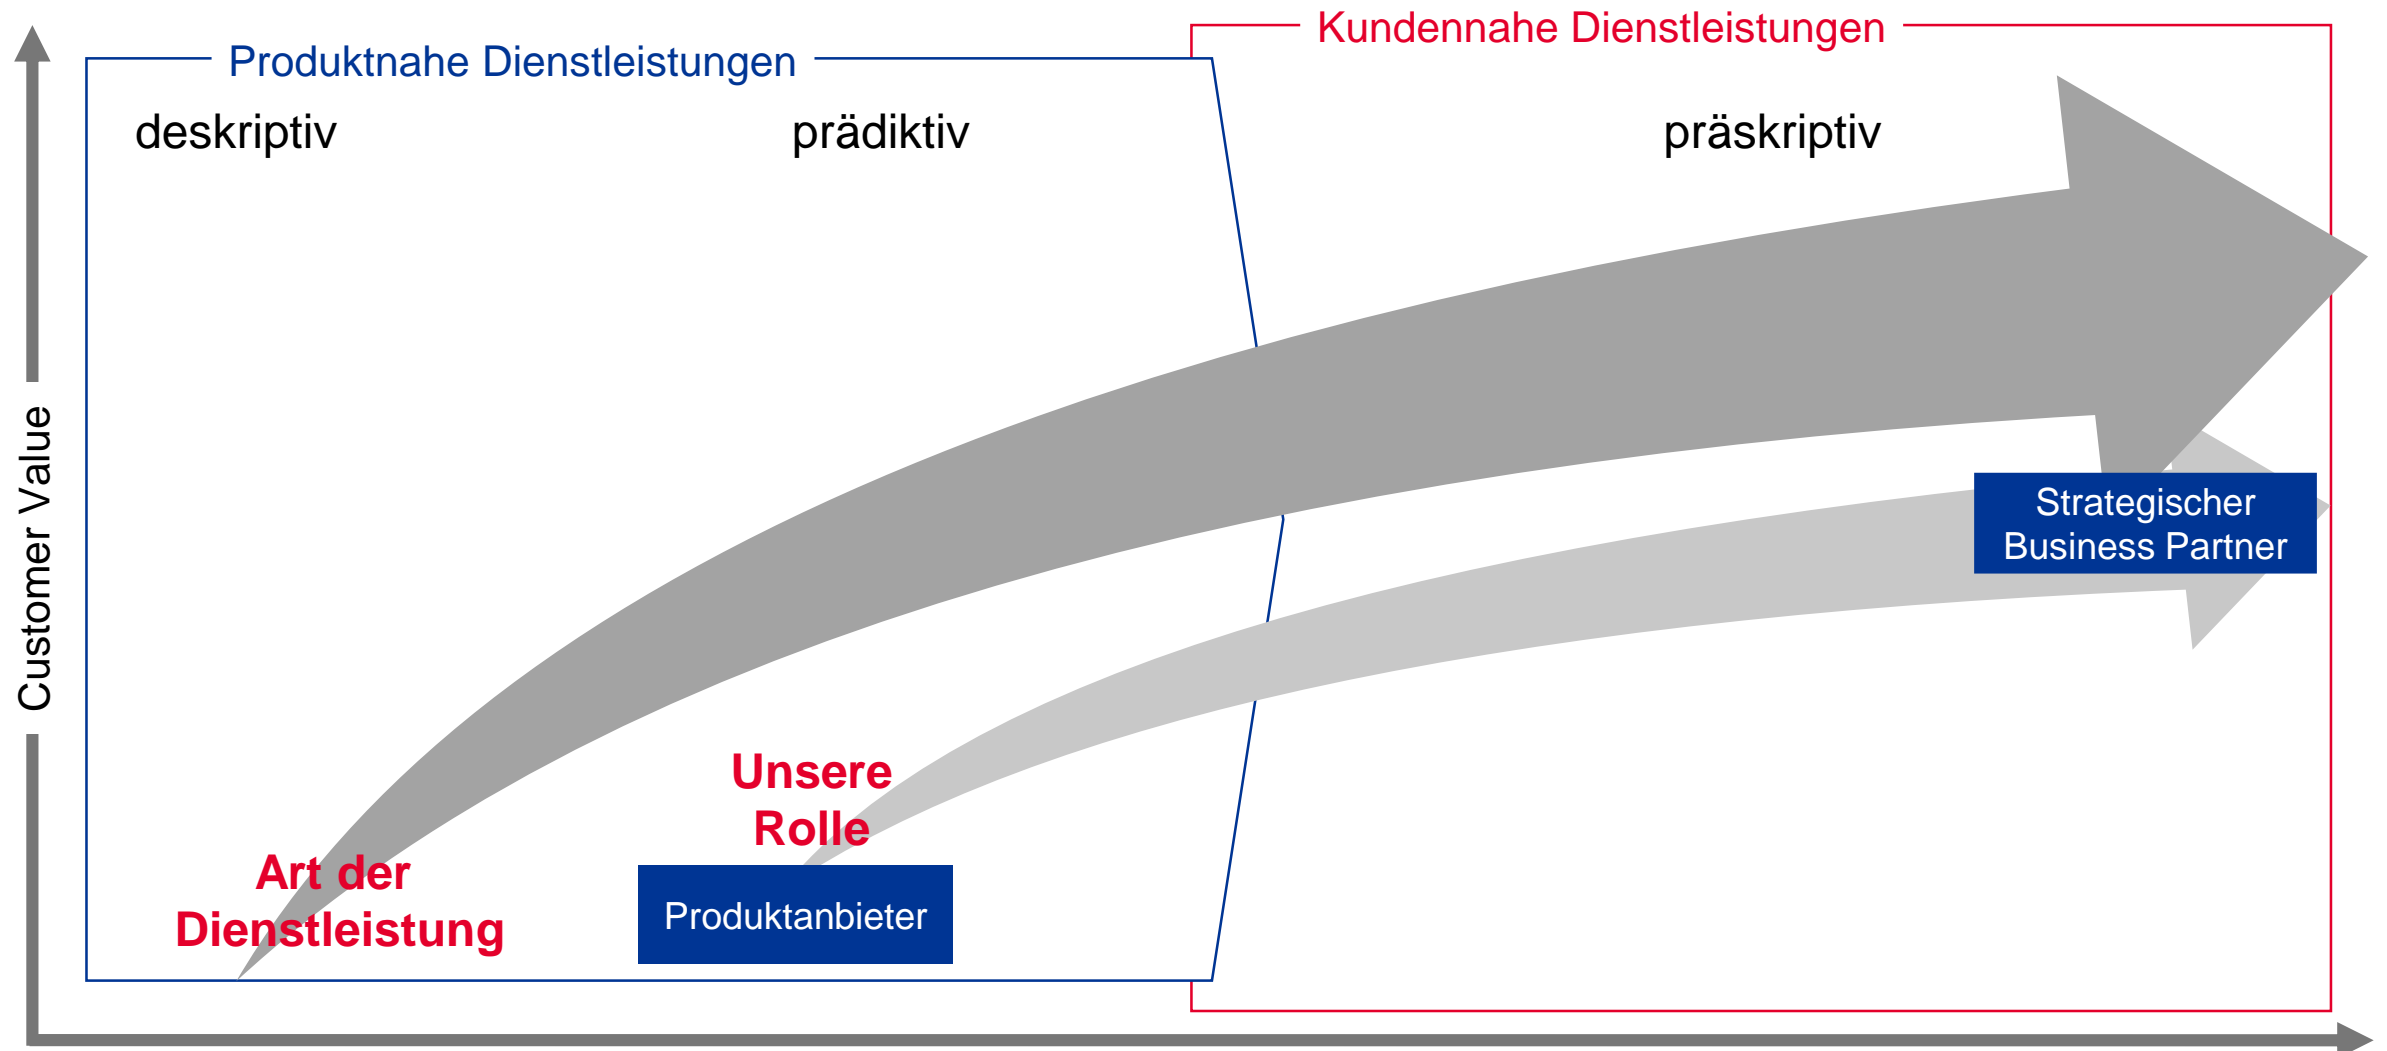 Kundennahe Dienstleistungen
Produktnahe Dienstleistungen
deskriptiv
prädiktiv
präskriptiv
Customer Value
Strategischer
Business Partner
Unsere
Rolle
Art der
Dienstleistung
Produktanbieter